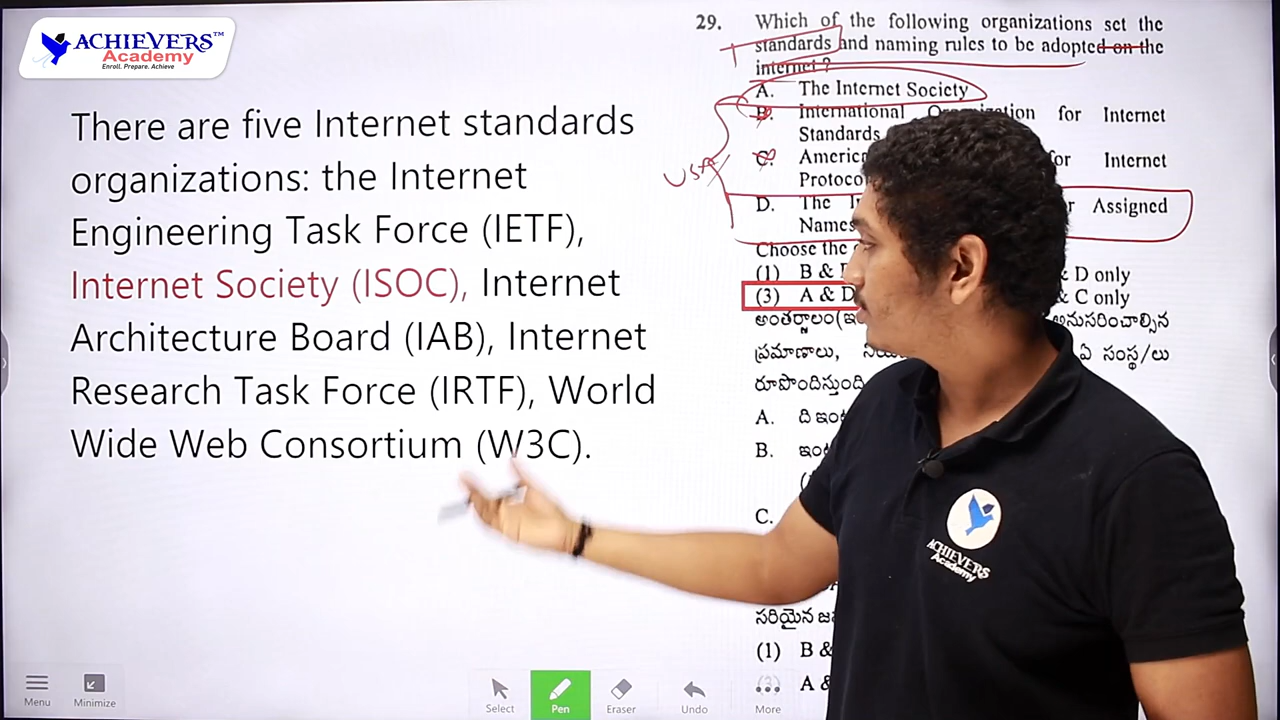 ACHIEVERS™
Academy
Enroll. Prepare. Achieve
There are five Internet standards
organizations: the Internet
Engineering Task Force (IETF),
Internet Society (ISOC), Internet
Architecture Board (IAB), Internet
Research Task Force (IRTF), World
Wide Web Consortium (W3C).
29. Which of the following organizations set the
standards and naming rules to be adopted on the
internet ?
A. The Internet Society
B. International for Internet
Standards
C. for Internet
D. The Assigned
Names
Choose the
(1) B & D only
(3) A & D & C only
USA
అనుసరించాల్సిన
ప్రమాణాలు, ఏ సంస్థ/లు
A. ది
B.
C.
సరియైన
(1) B &
A &
ACHIEVERS
Academy
Menu
Minimize
Select
Pen
Eraser
Undo
More